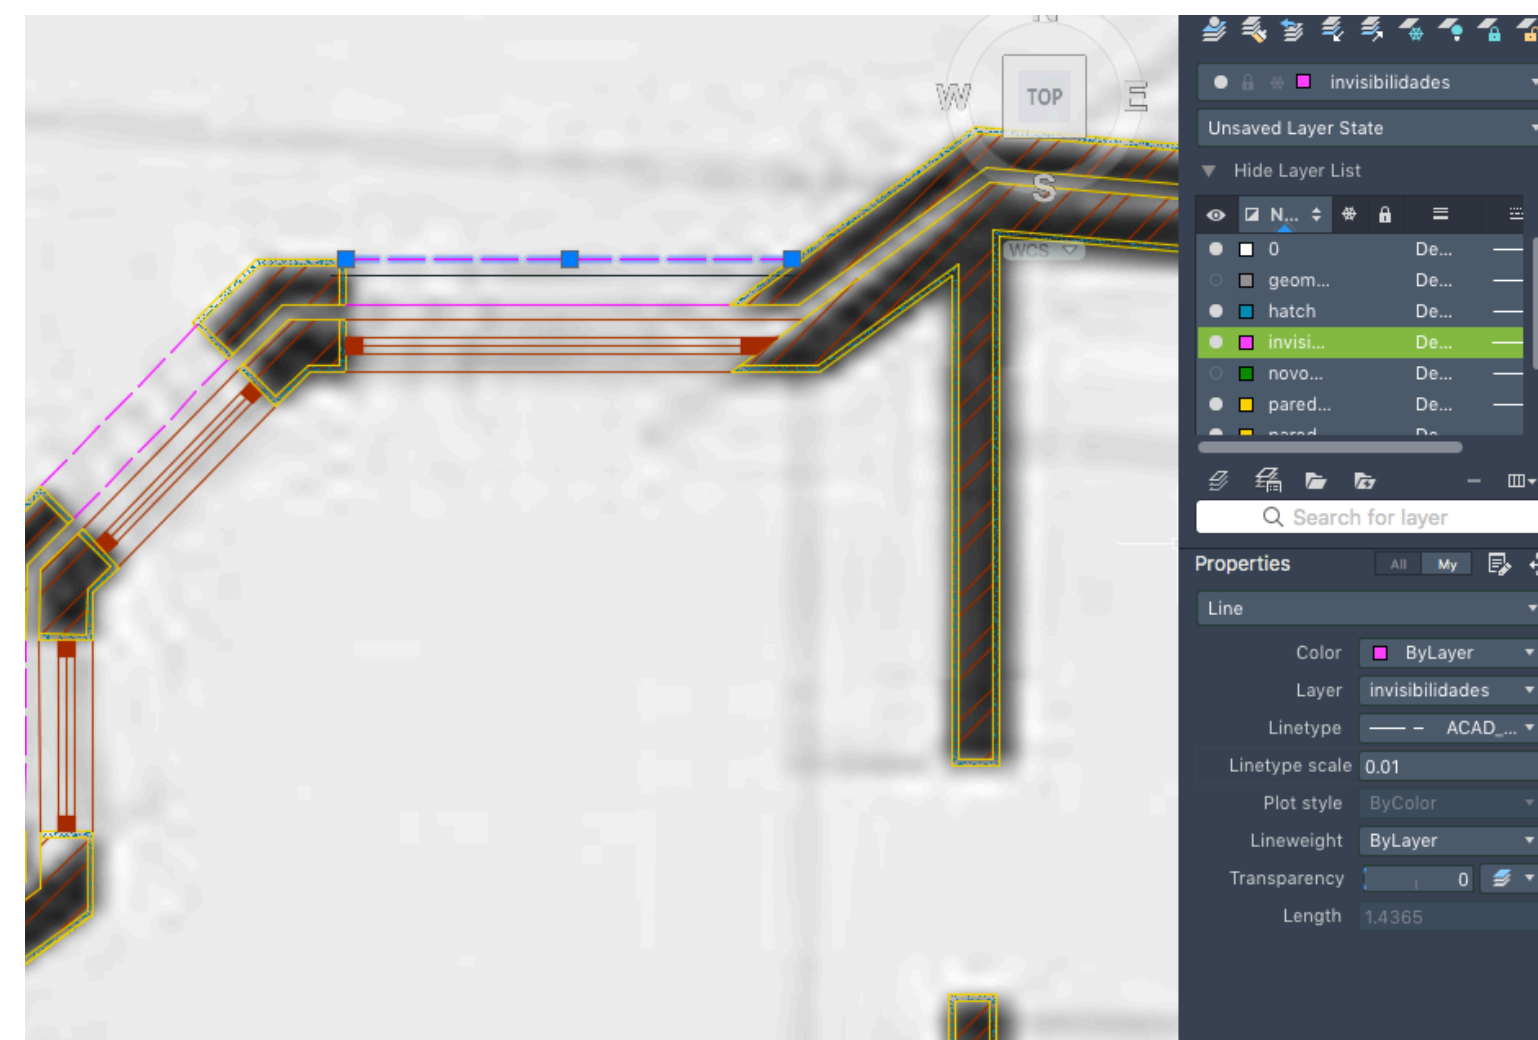 N
W
TOP
E
S
WCS
invisibilidades
Unsaved Layer State
Hide Layer List
N...
0 De...
geom... De...
hatch De...
invisi... De...
novo... De...
pared... De...
pared De
Search for layer
Properties All My
Line
Color ByLayer
Layer invisibilidades
Linetype ACAD_...
Linetype scale 0.01
Plot style ByColor
Lineweight ByLayer
Transparency 0
Length 1.4365